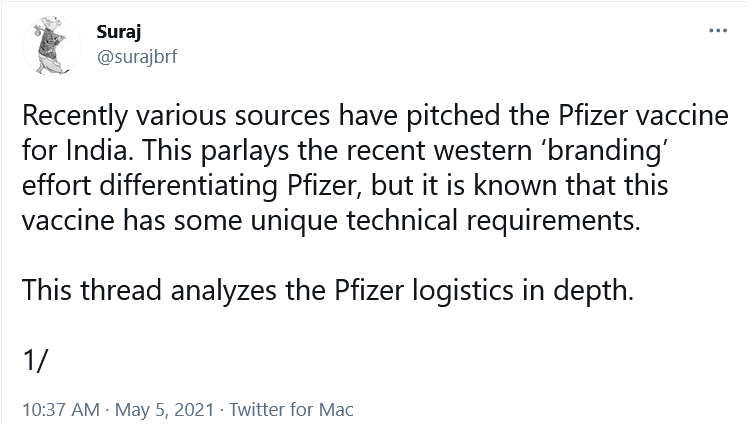 Suraj
@surajbrf
Recently various sources have pitched the Pfizer vaccine
for India. This parlays the recent western ‘branding’
effort differentiating Pfizer, but it is known that this
vaccine has some unique technical requirements.
This thread analyzes the Pfizer logistics in depth.
1/
10:37 AM · May 5, 2021 · Twitter for Mac